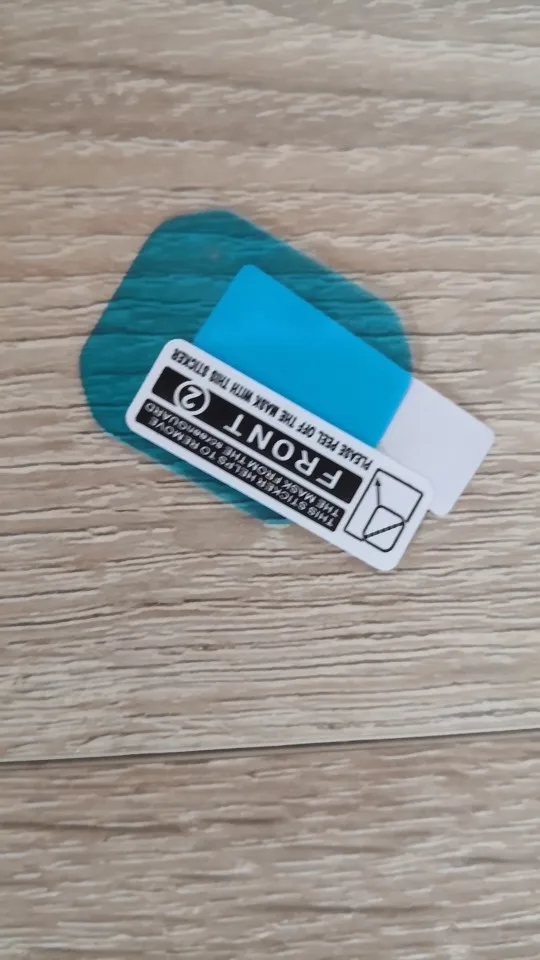 PLEASE PEEL OFF THE MASK WITH THIS STICKER
FRONT 2
THIS STICKER HELPS TO REMOVE
THE MASK FROM THE screenGUARD